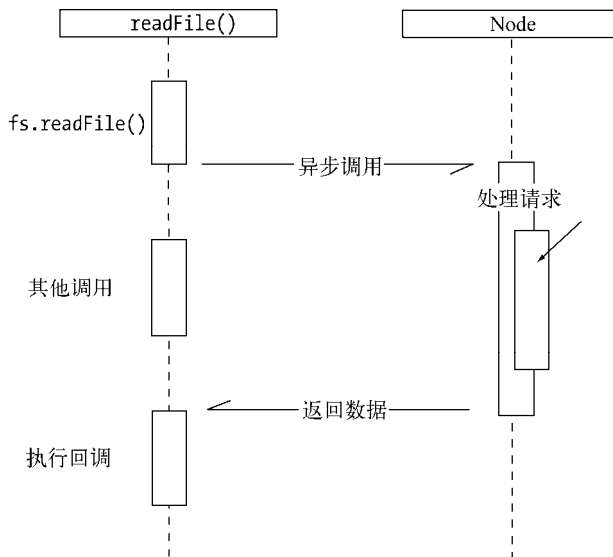 readFile()
Node
fs.readFile()
异步调用
处理请求
其他调用
返回数据
执行回调